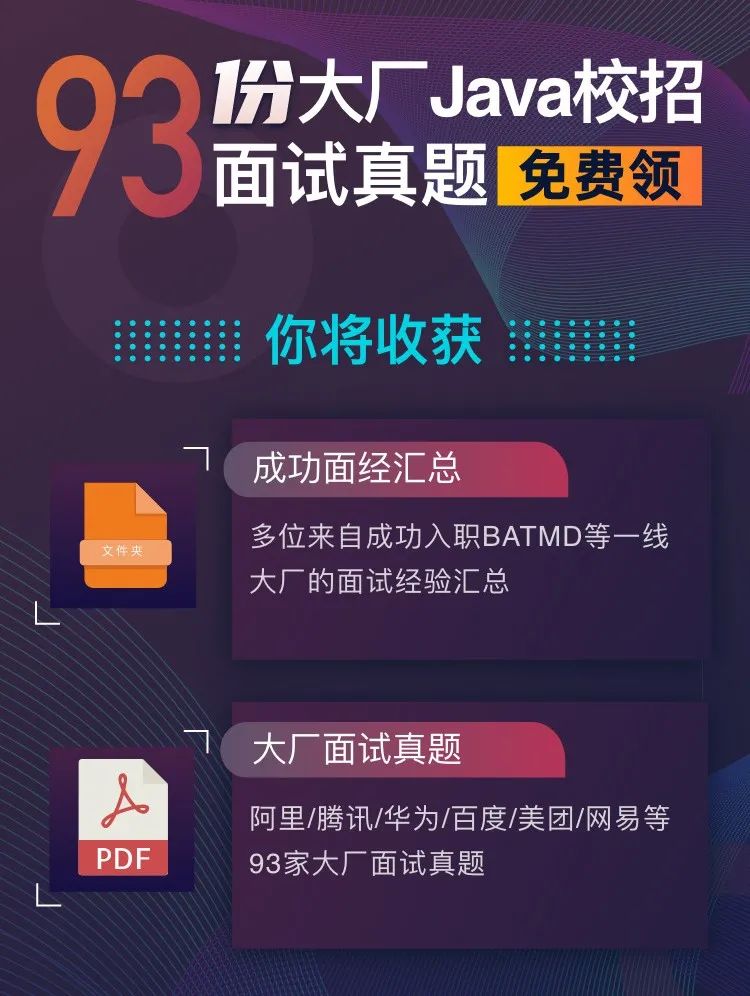 93份大厂Java校招
面试真题 免费领
你将收获
成功面经汇总
文件夹
多位来自成功入职BATMD等一线
大厂的面试经验汇总
大厂面试真题
PDF
阿里/腾讯/华为/百度/美团/网易等
93家大厂面试真题